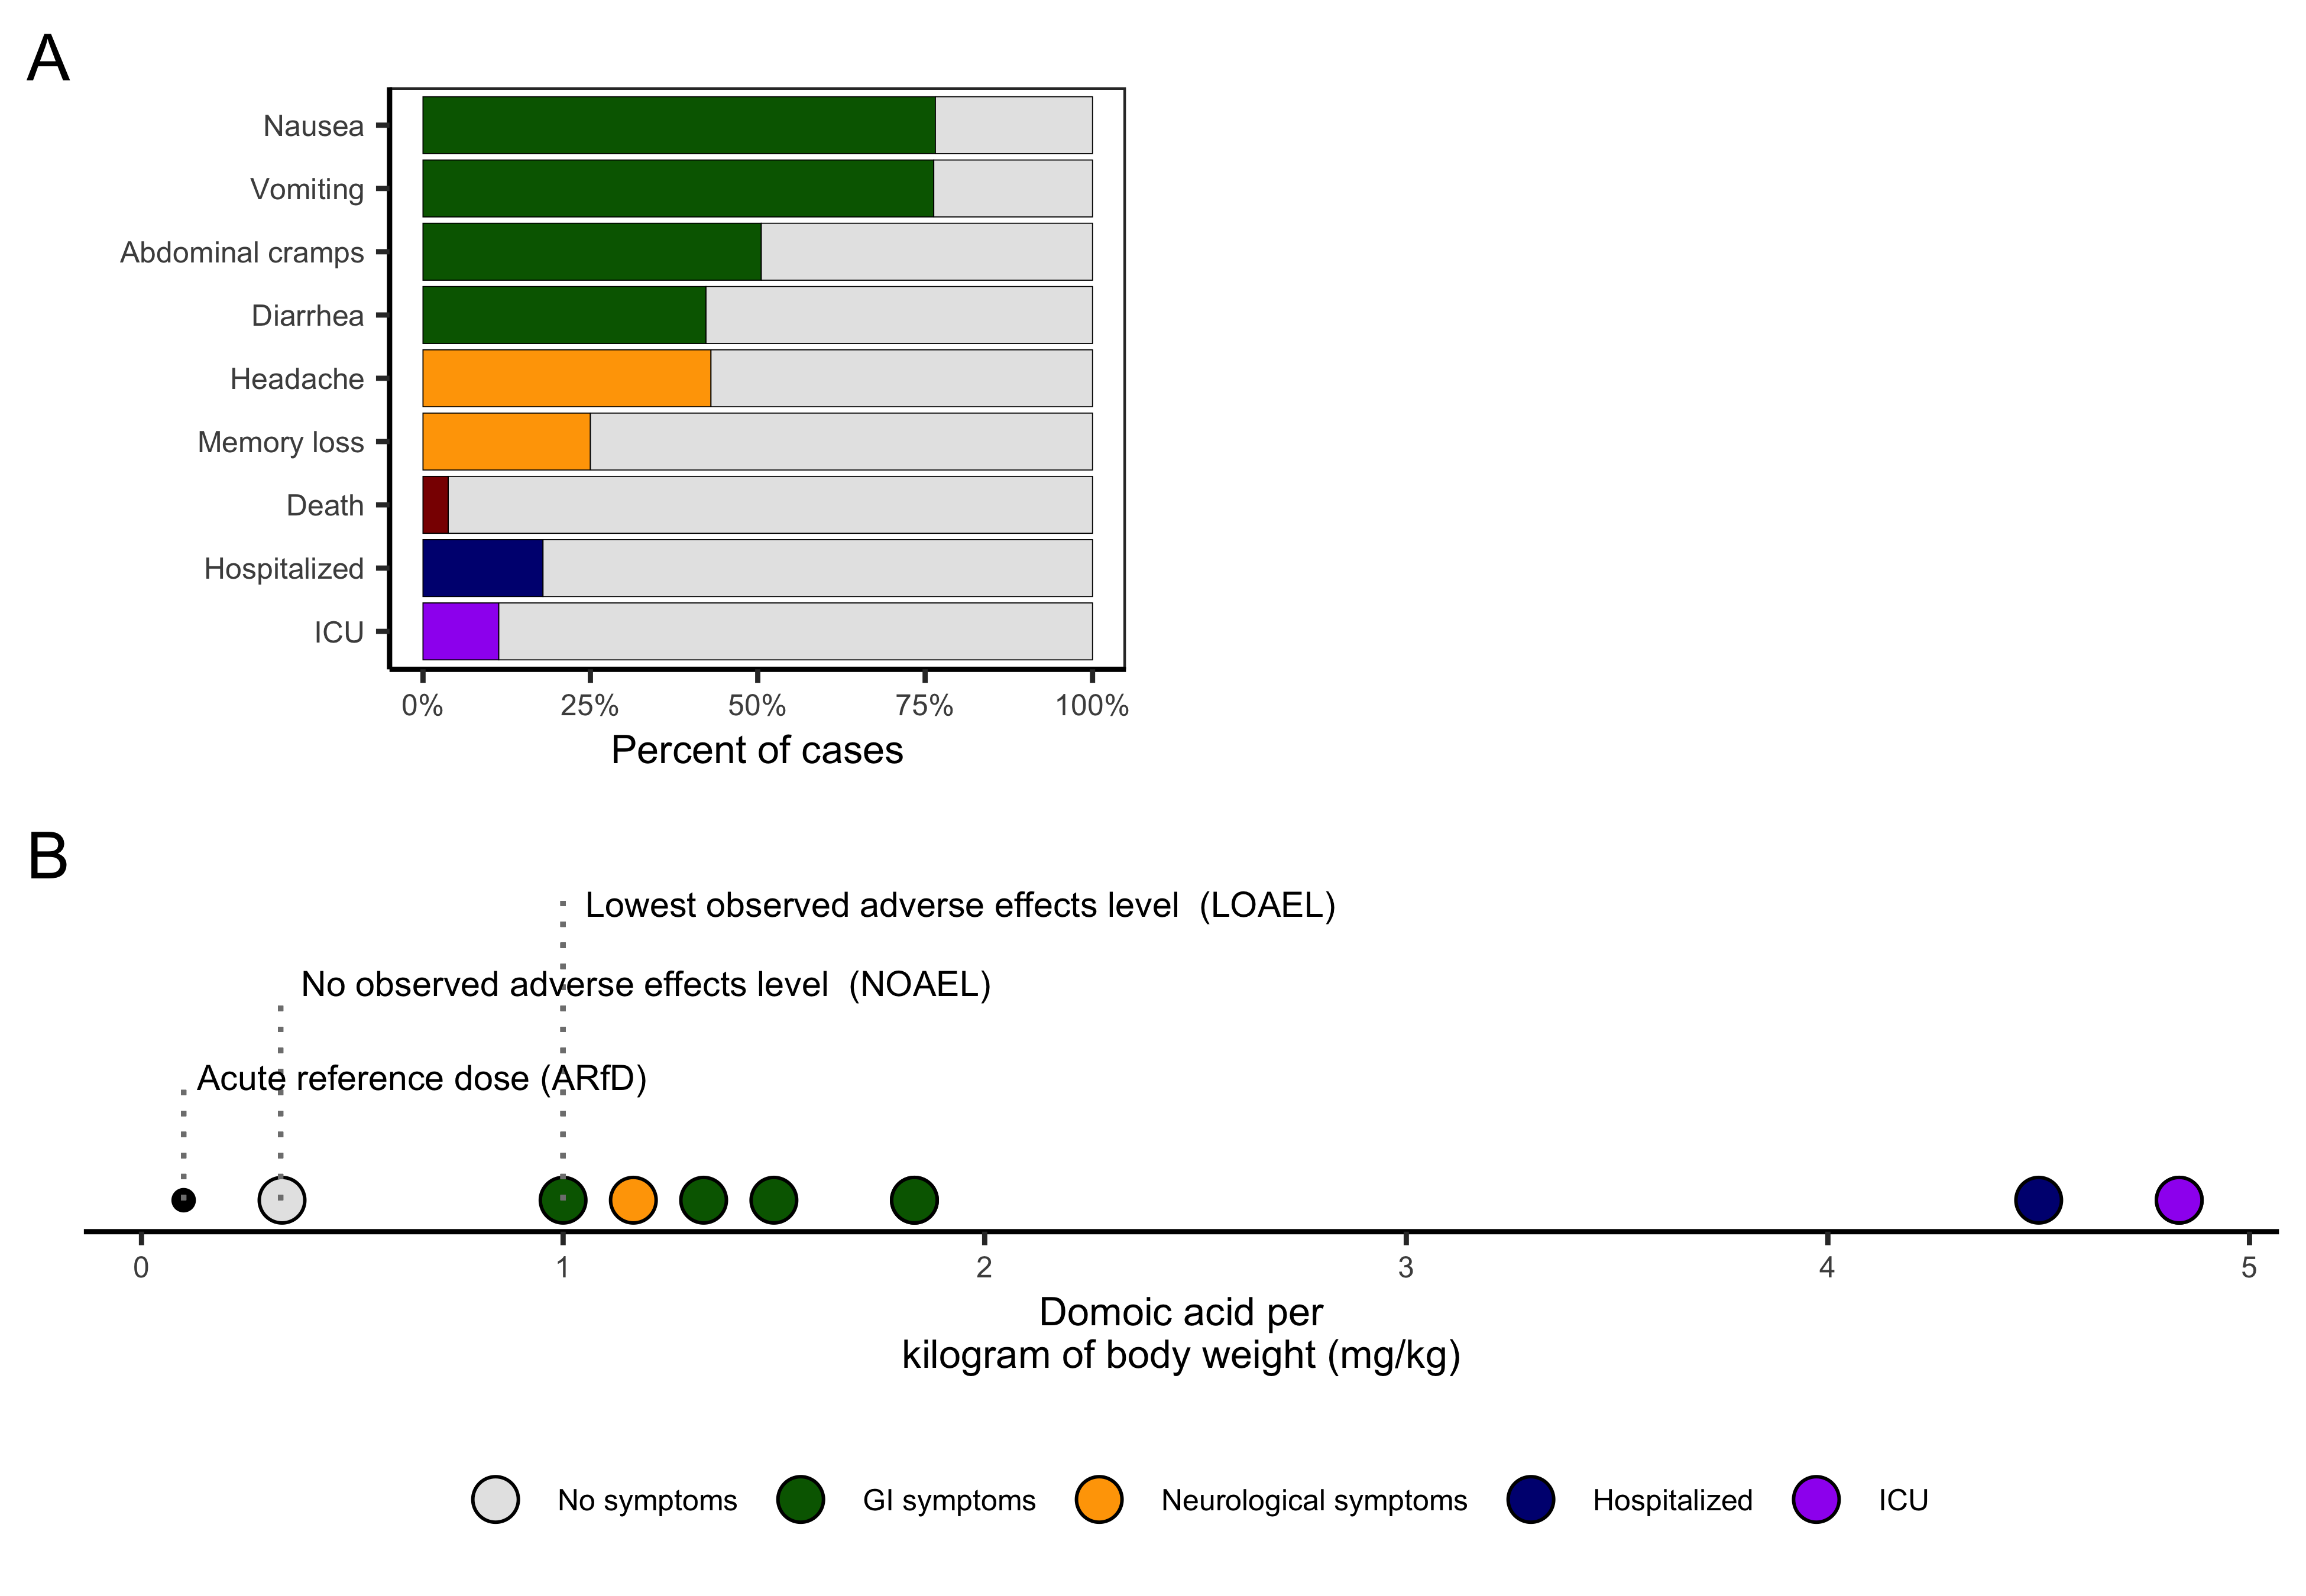 A
Nausea
Vomiting
Abdominal cramps
Diarrhea
Headache
Memory loss
Death
Hospitalized
ICU
0% 25% 50% 75% 100%
Percent of cases
B
Lowest observed adverse effects level (LOAEL)
No observed adverse effects level (NOAEL)
Acute reference dose (ARfD)
0 1 2 3 4 5
Domoic acid per
kilogram of body weight (mg/kg)
No symptoms GI symptoms Neurological symptoms Hospitalized ICU